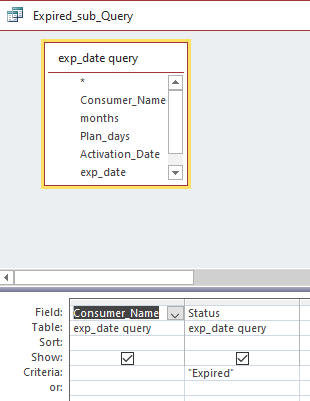 Expired_sub_Query
exp_date query
*
Consumer_Name
months
Plan_days
Activation_Date
exp_date
Field: Consumer_Name Status
Table: exp_date query exp_date query
Sort:
Show:
Criteria: "Expired"
or: